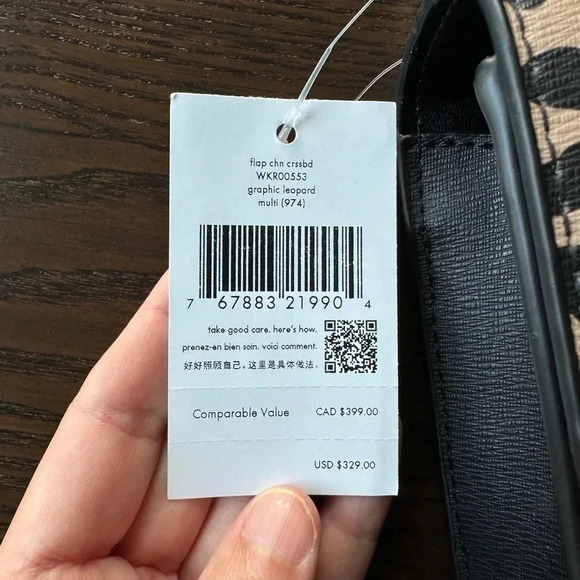 flap chn crssbd
WKR00553
graphic leopard
multi (974)
7 67883 21990 4
take good care. here's how.
prenez-en bien soin. voici comment.
好好照顾自己。这里是具体做法。
Comparable Value CAD $399.00
USD $329.00